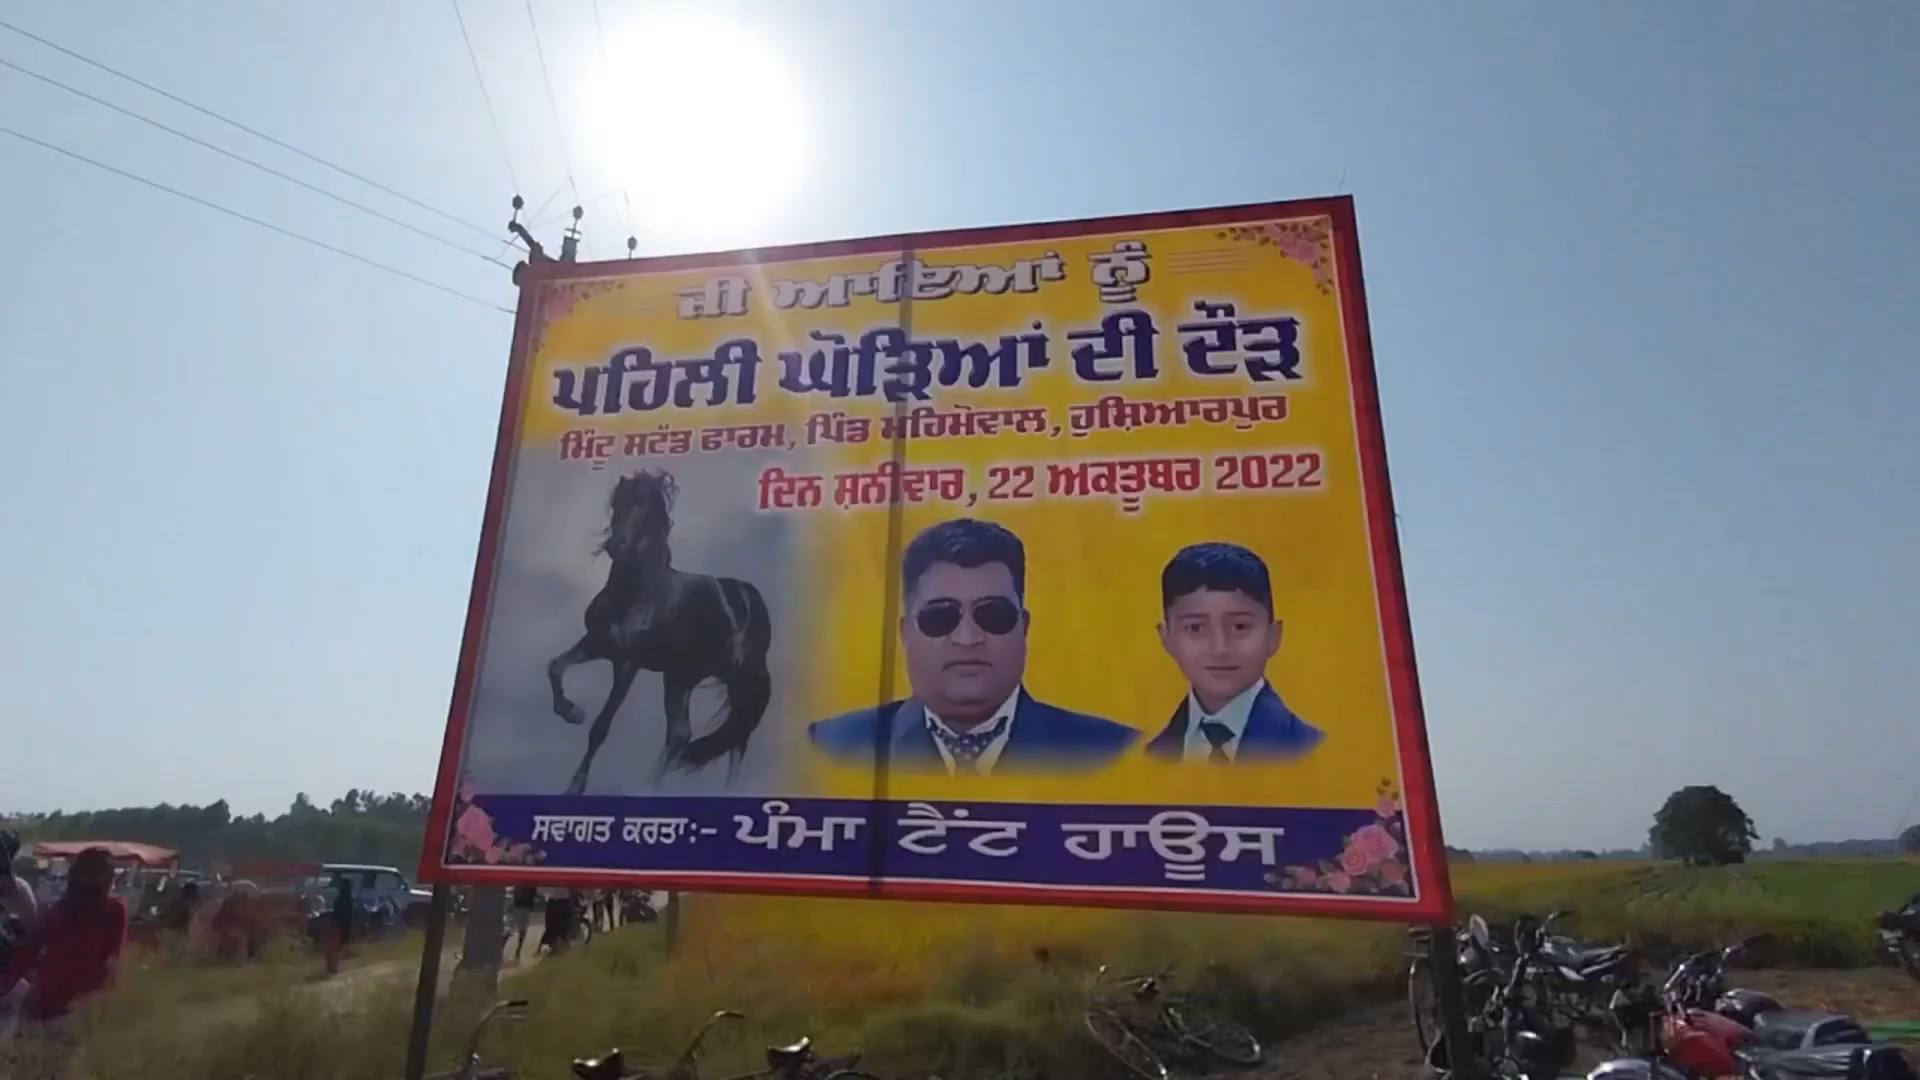 ਜੀ ਆਇਆਂ ਨੂੰ
ਪਹਿਲੀ ਘੋੜਿਆਂ ਦੀ ਦੌੜ
ਮਿੰਟੂ ਸਟੱਡ ਫਾਰਮ, ਪਿੰਡ ਮਹਿਮੋਵਾਲ, ਹੁਸ਼ਿਆਰਪੁਰ
ਦਿਨ ਸ਼ਨੀਵਾਰ, 22 ਅਕਤੂਬਰ 2022
ਸਵਾਗਤ ਕਰਤਾ:- ਪੰਮਾ ਟੈਂਟ ਹਾਊਸ